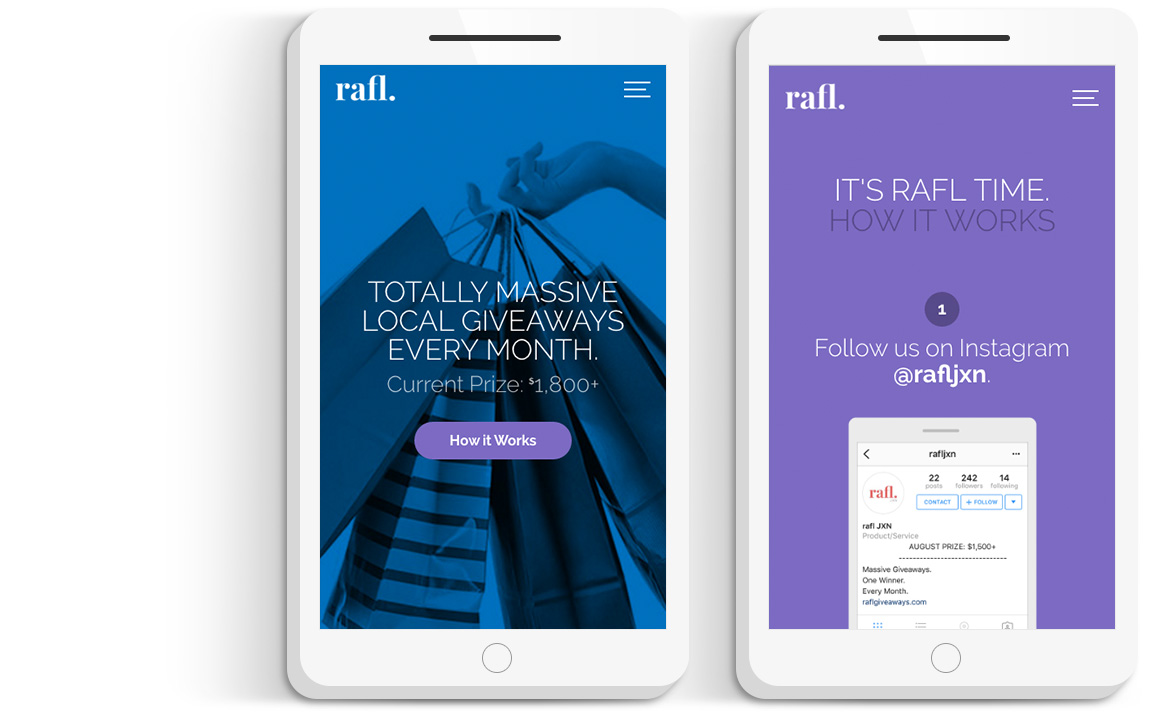 rafl.
TOTALLY MASSIVE
LOCAL GIVEAWAYS
EVERY MONTH.
Current Prize: $1,800+
How it Works
rafl.
IT'S RAFL TIME.
HOW IT WORKS
1
Follow us on Instagram
@rafljxn.
rafljxn
rafl.
22 242 14
posts followers following
CONTACT + FOLLOW
rafl JXN
Product/Service
AUGUST PRIZE: $1,500+
--------------------------------
Massive Giveaways.
One Winner.
Every Month.
raflgiveaways.com